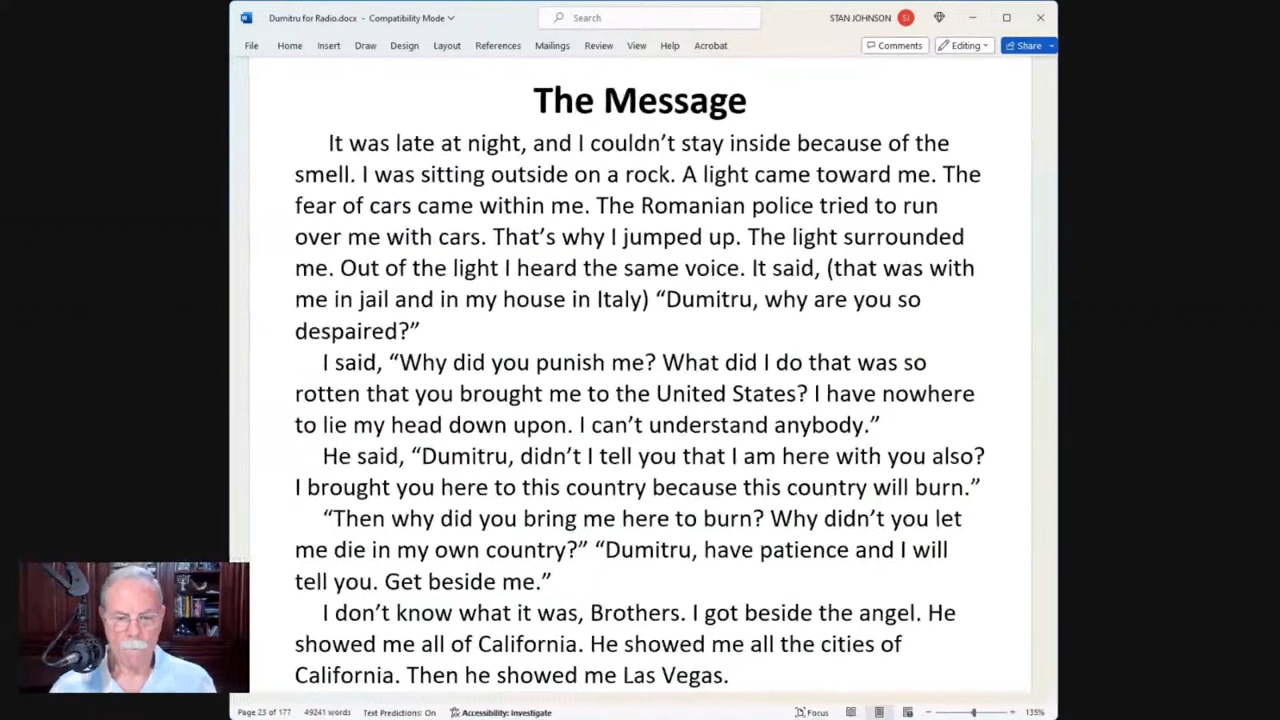 Dumitru for Radio.docx - Compatibility Mode
Search
STAN JOHNSON
SJ
File Home Insert Draw Design Layout References Mailings Review View Help Acrobat
Comments
Editing
Share
The Message
It was late at night, and I couldn’t stay inside because of the
smell. I was sitting outside on a rock. A light came toward me. The
fear of cars came within me. The Romanian police tried to run
over me with cars. That’s why I jumped up. The light surrounded
me. Out of the light I heard the same voice. It said, (that was with
me in jail and in my house in Italy) “Dumitru, why are you so
despaired?”
I said, “Why did you punish me? What did I do that was so
rotten that you brought me to the United States? I have nowhere
to lie my head down upon. I can’t understand anybody.”
He said, “Dumitru, didn’t I tell you that I am here with you also?
I brought you here to this country because this country will burn.”
“Then why did you bring me here to burn? Why didn’t you let
me die in my own country?” “Dumitru, have patience and I will
tell you. Get beside me.”
I don’t know what it was, Brothers. I got beside the angel. He
showed me all of California. He showed me all the cities of
California. Then he showed me Las Vegas.
Page 23 of 177
49241 words
Text Predictions: On
Accessibility: Investigate
Focus
135%